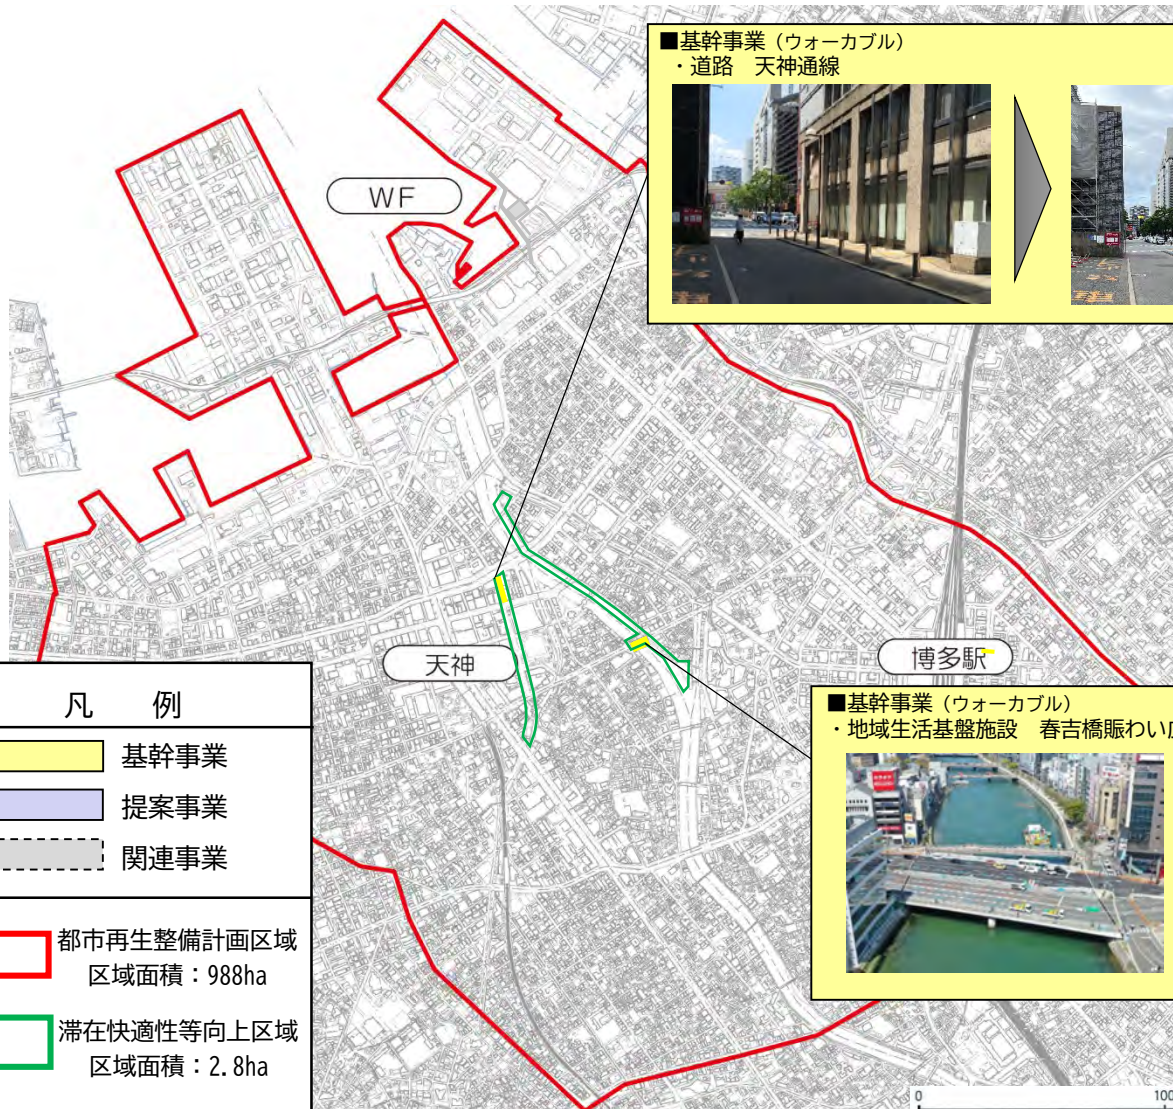 ■基幹事業（ウォーカブル）
・道路　天神通線
WF
天神
博多駅
■基幹事業（ウォーカブル）
・地域生活基盤施設　春吉橋賑わい
凡　例
基幹事業
提案事業
関連事業
都市再生整備計画区域
区域面積：988ha
滞在快適性等向上区域
区域面積：2.8ha
0
100